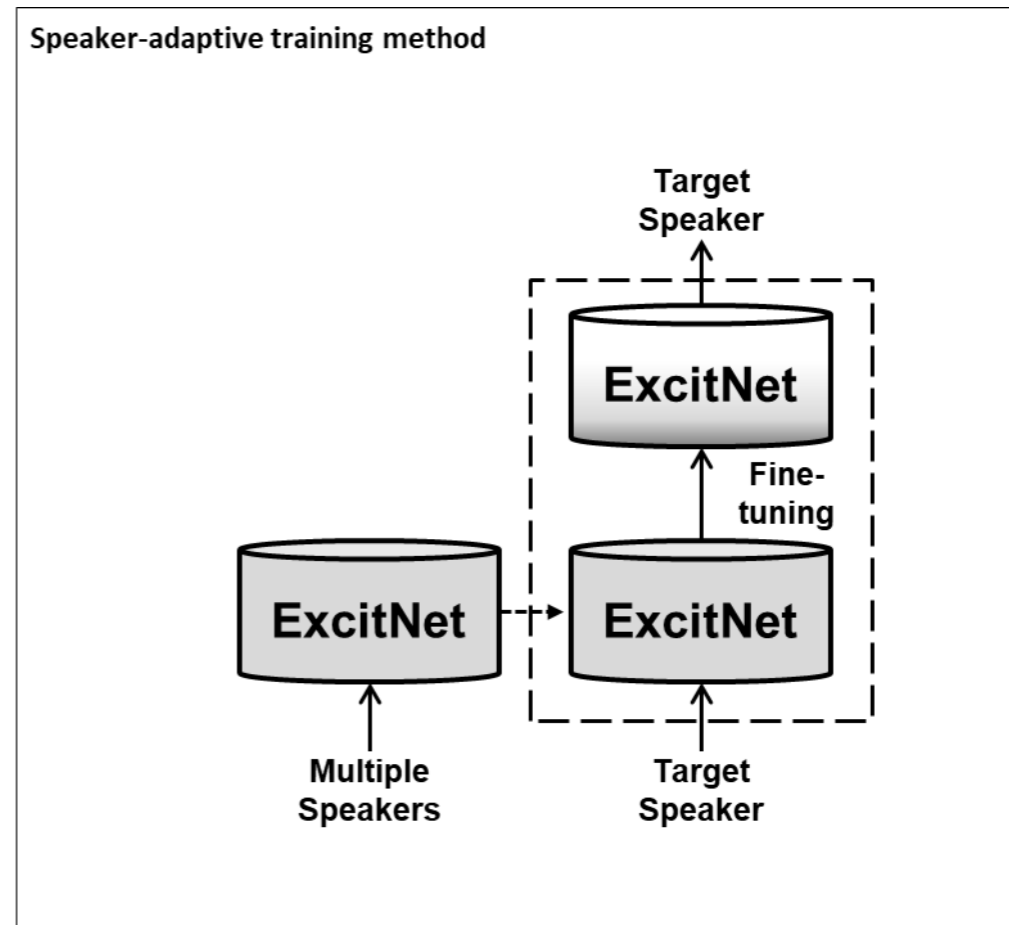 Speaker-adaptive training method
Target
Speaker
ExcitNet
Fine-
tuning
ExcitNet
ExcitNet
Multiple
Speakers
Target
Speaker